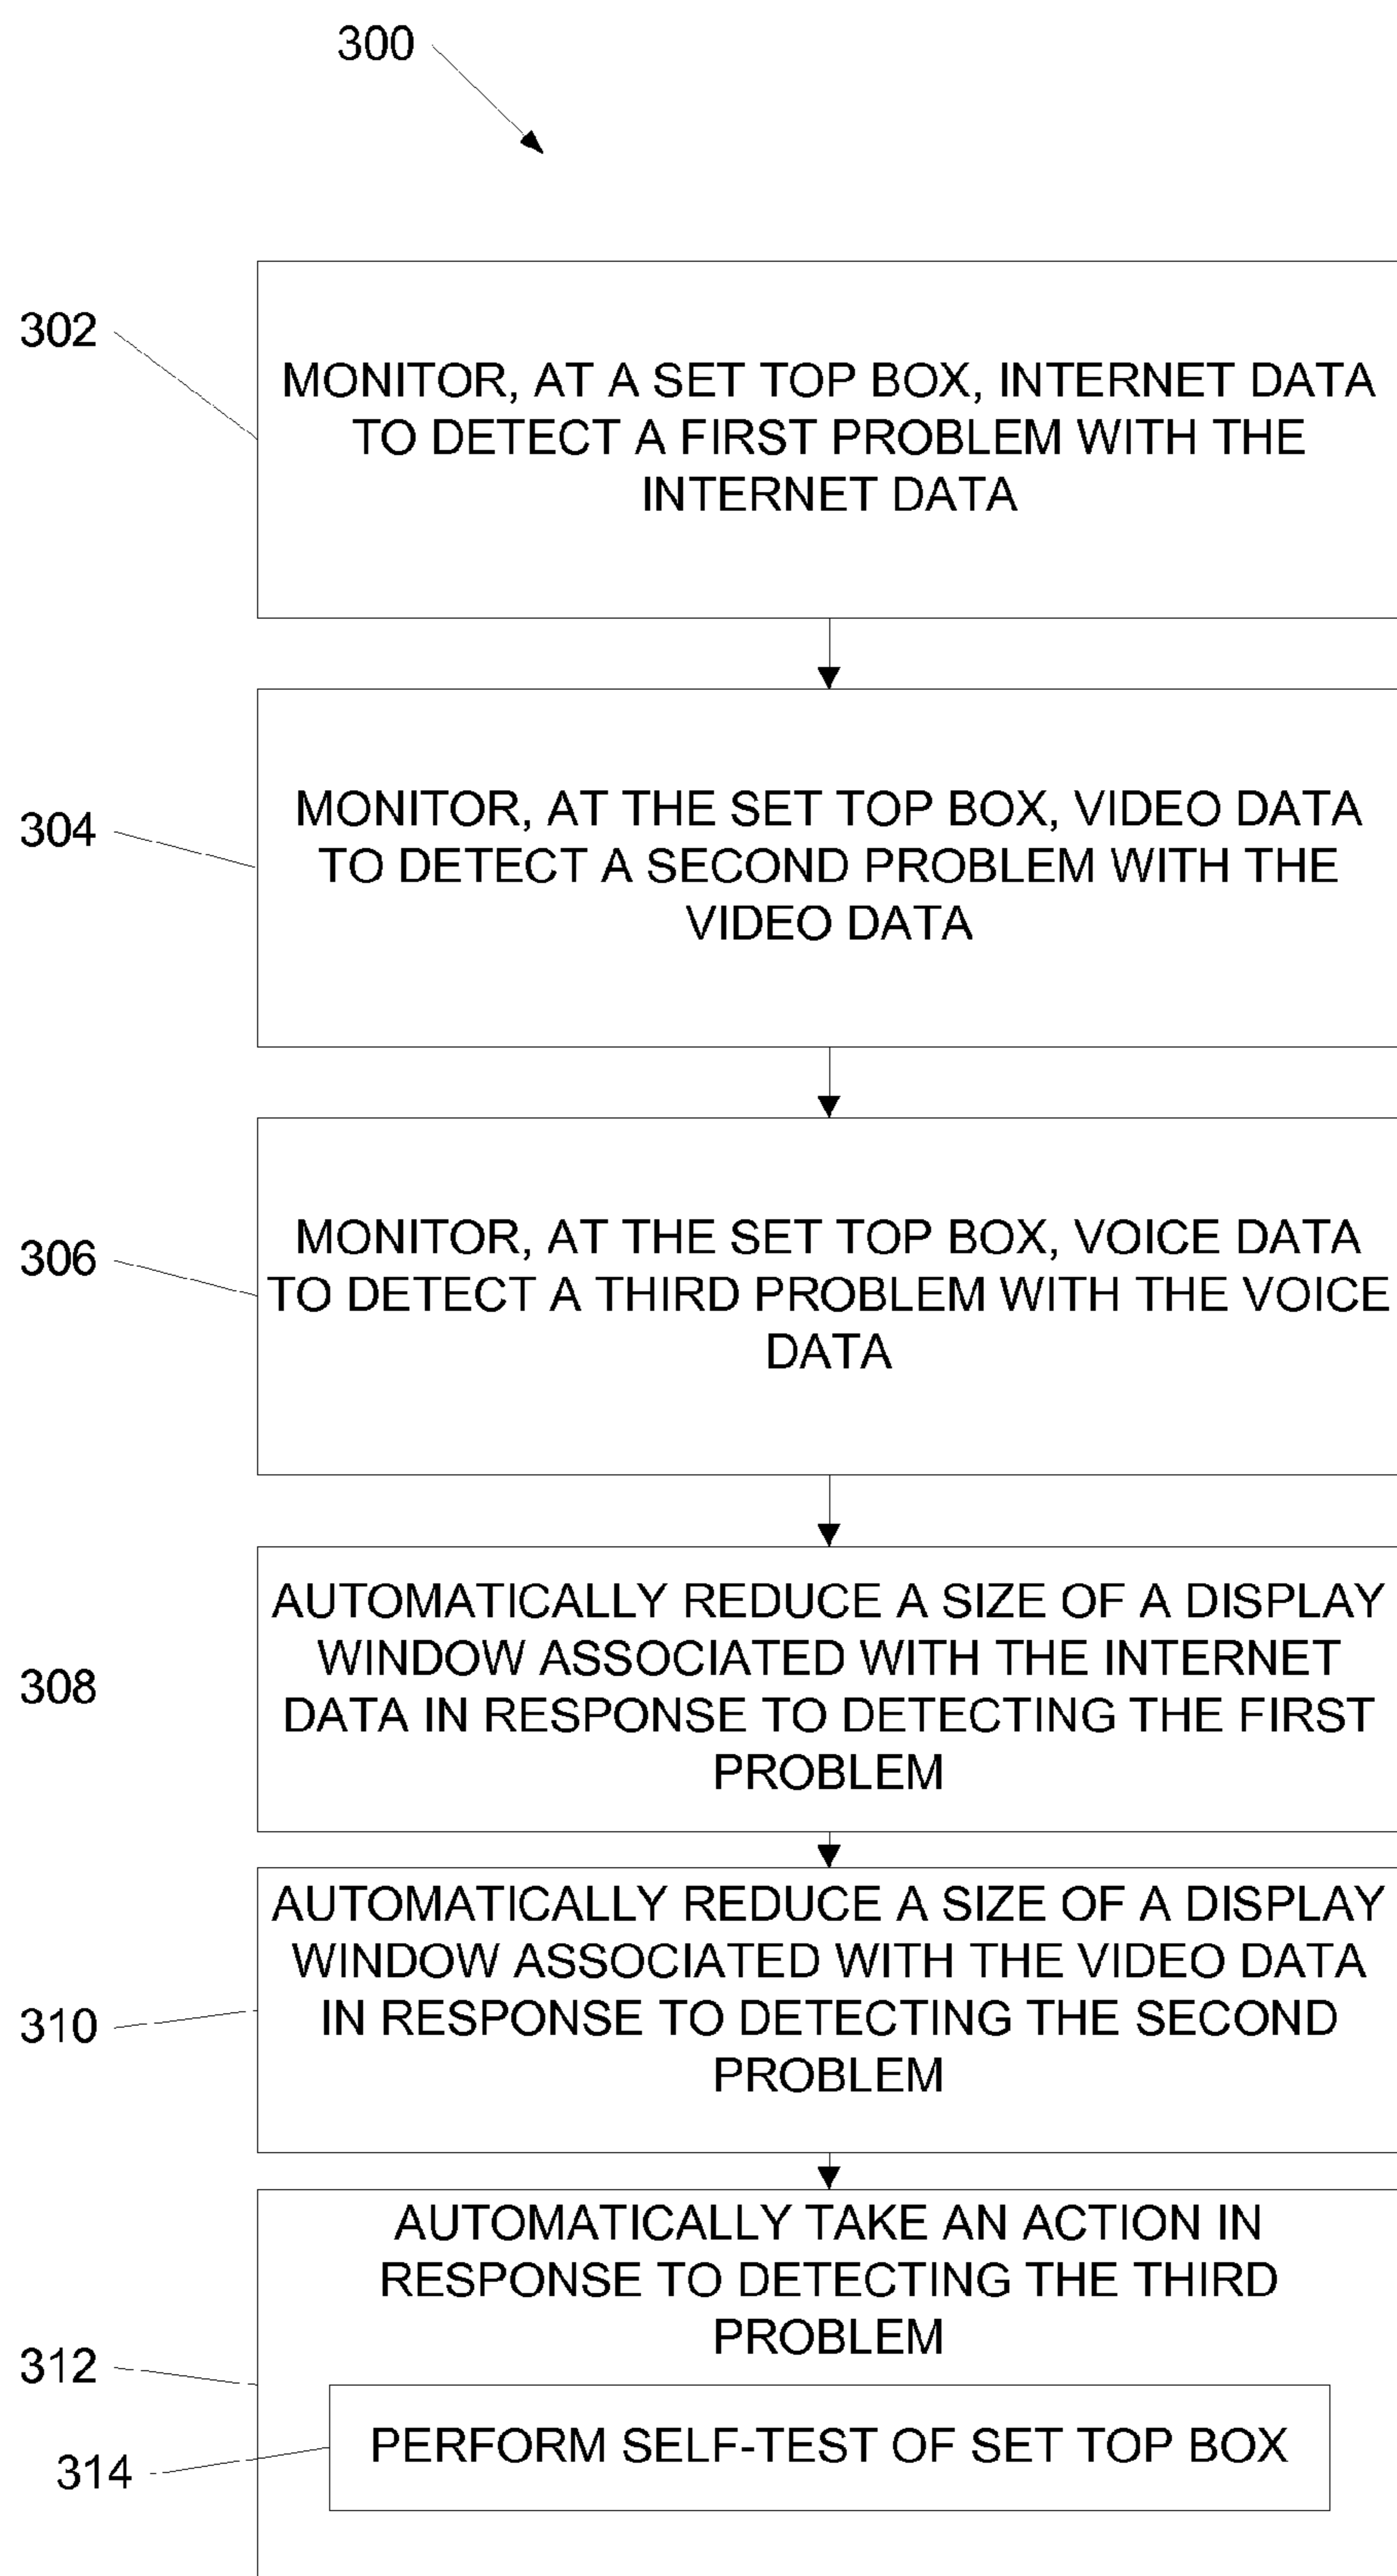 300
302
MONITOR, AT A SET TOP BOX, INTERNET DATA
TO DETECT A FIRST PROBLEM WITH THE
INTERNET DATA
304
MONITOR, AT THE SET TOP BOX, VIDEO DATA
TO DETECT A SECOND PROBLEM WITH THE
VIDEO DATA
306
MONITOR, AT THE SET TOP BOX, VOICE DATA
TO DETECT A THIRD PROBLEM WITH THE VOICE
DATA
308
AUTOMATICALLY REDUCE A SIZE OF A DISPLAY
WINDOW ASSOCIATED WITH THE INTERNET
DATA IN RESPONSE TO DETECTING THE FIRST
PROBLEM
310
AUTOMATICALLY REDUCE A SIZE OF A DISPLAY
WINDOW ASSOCIATED WITH THE VIDEO DATA
IN RESPONSE TO DETECTING THE SECOND
PROBLEM
312
AUTOMATICALLY TAKE AN ACTION IN
RESPONSE TO DETECTING THE THIRD
PROBLEM
314
PERFORM SELF-TEST OF SET TOP BOX